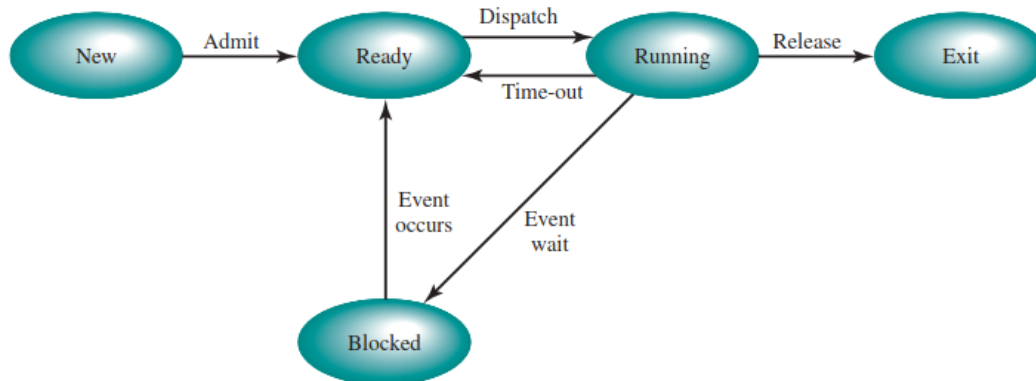 Dispatch
New
Admit
Ready
Running
Release
Exit
Time-out
Event
occurs
Event
wait
Blocked